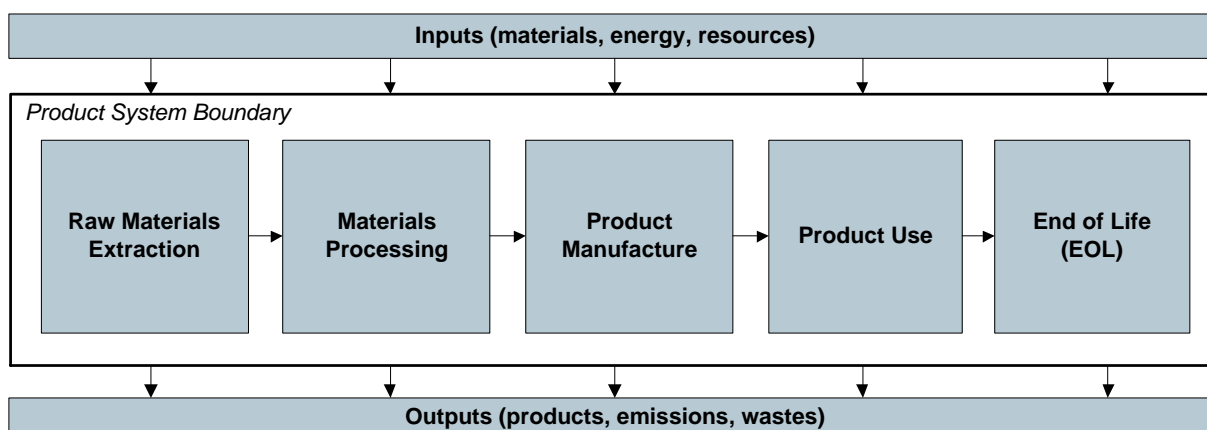 Inputs (materials, energy, resources)
Product System Boundary
Raw Materials
Extraction
Materials
Processing
Product
Manufacture
Product Use
End of Life
(EOL)
Outputs (products, emissions, wastes)